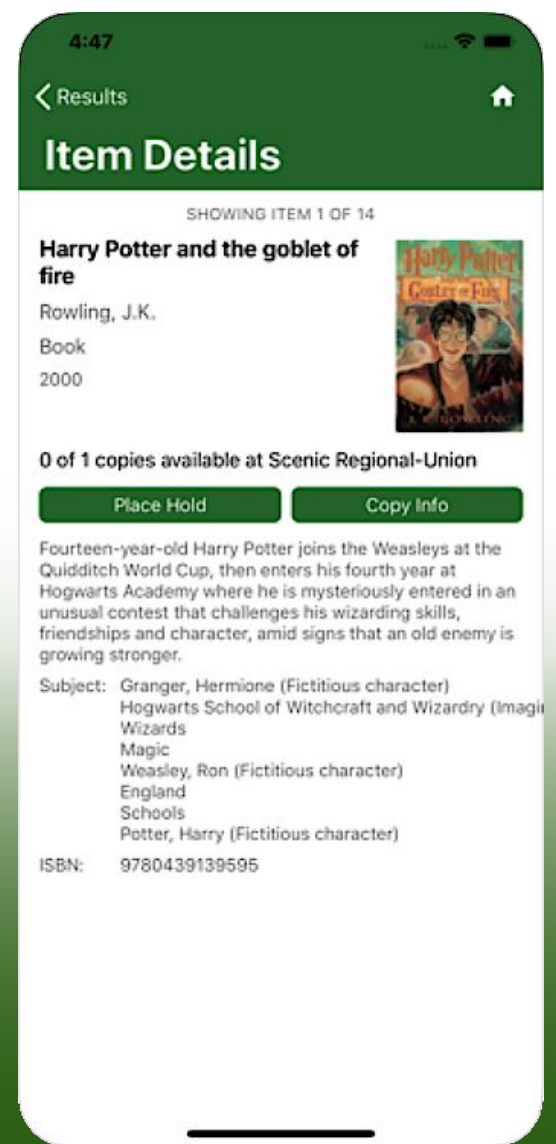 4:47
Results
Item Details
SHOWING ITEM 1 OF 14
Harry Potter and the goblet of
fire
Rowling, J.K.
Book
2000
Harry Potter
and the
Goblet of Fire
J. K. ROWLING
0 of 1 copies available at Scenic Regional-Union
Place Hold
Copy Info
Fourteen-year-old Harry Potter joins the Weasleys at the
Quidditch World Cup, then enters his fourth year at
Hogwarts Academy where he is mysteriously entered in an
unusual contest that challenges his wizarding skills,
friendships and character, amid signs that an old enemy is
growing stronger.
Subject: Granger, Hermione (Fictitious character)
Hogwarts School of Witchcraft and Wizardry (Imagi
Wizards
Magic
Weasley, Ron (Fictitious character)
England
Schools
Potter, Harry (Fictitious character)
ISBN: 9780439139595